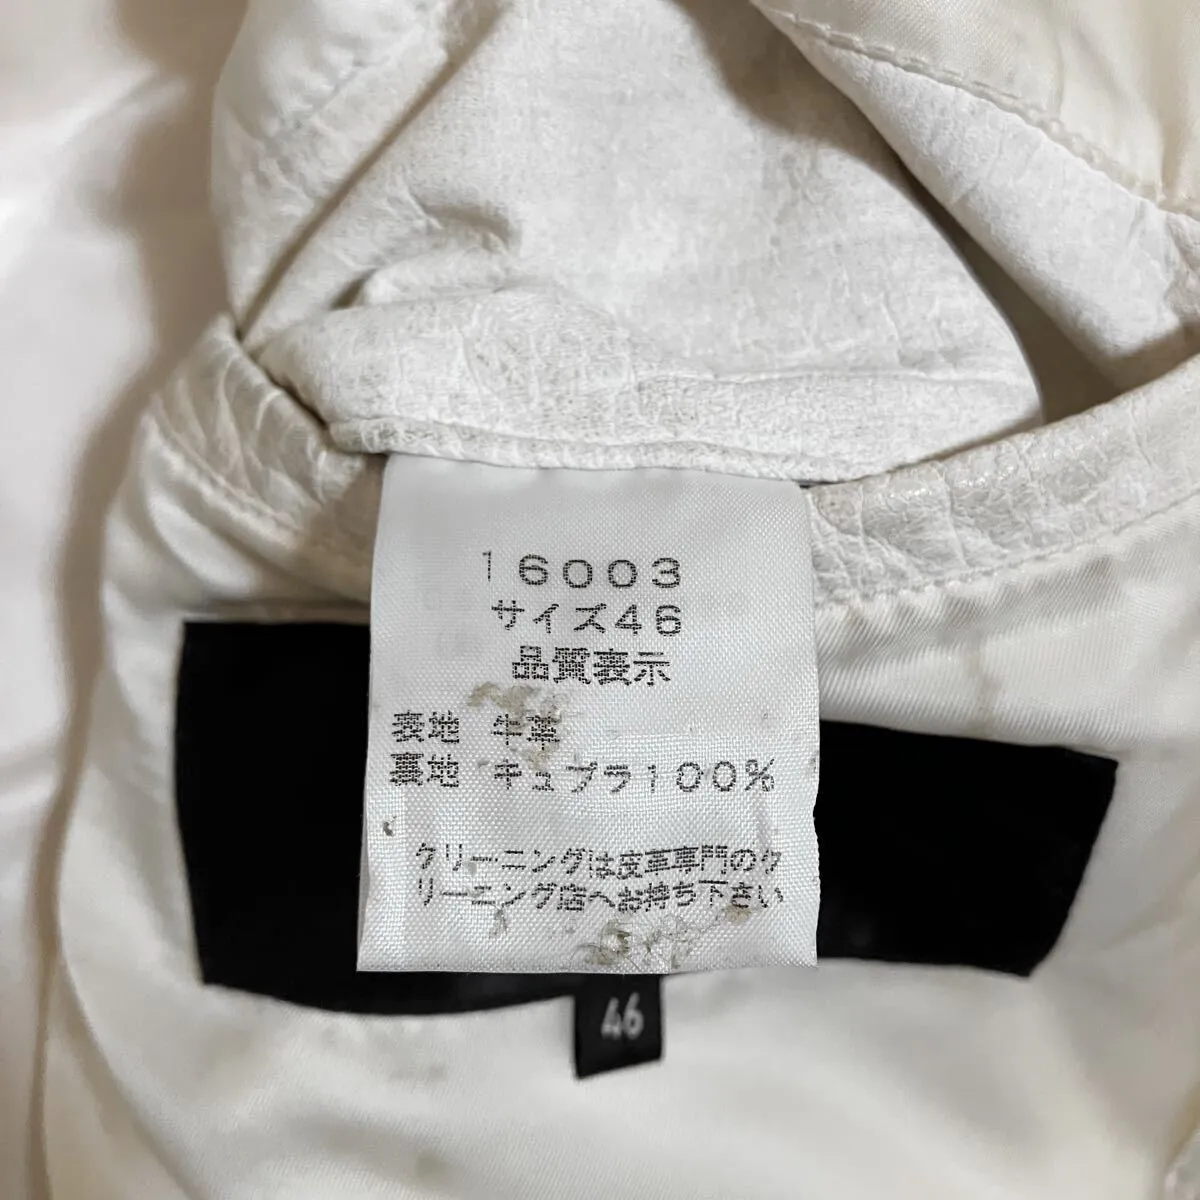 16003
サイズ46
品質表示
表地 牛革
裏地 キュプラ100%
クリーニングは皮革専門のク
リーニング店へお持ち下さい
46